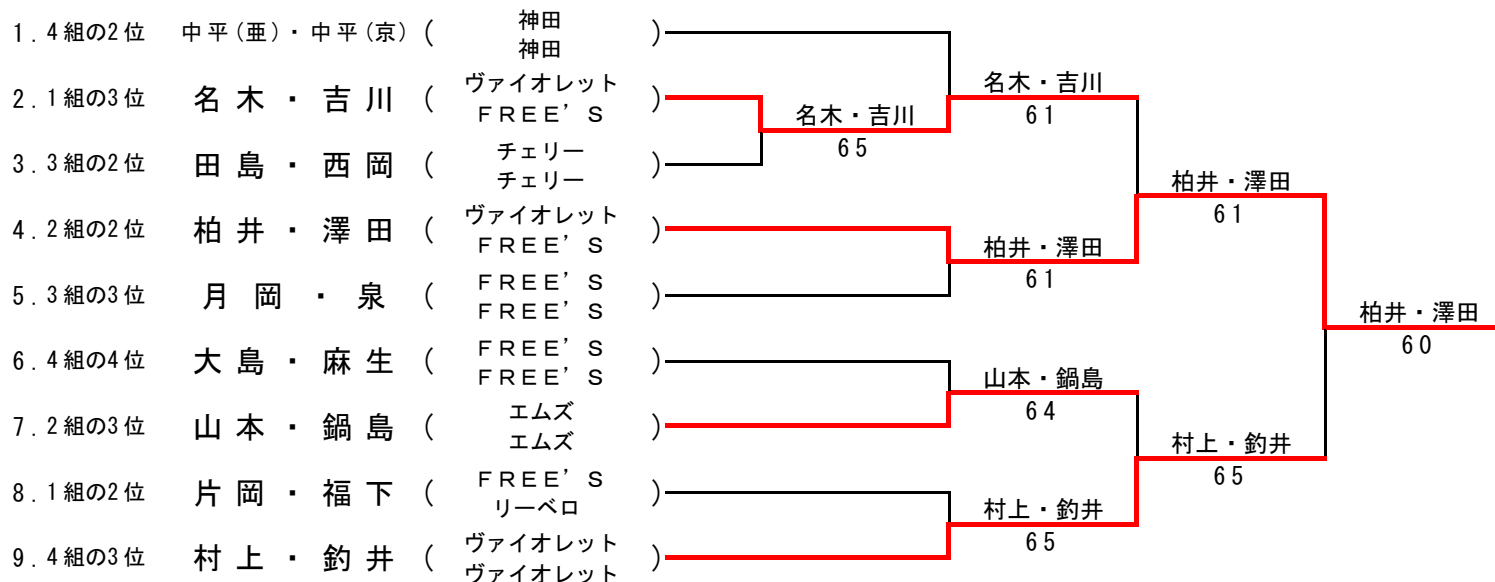 1. 4組の2位 中平(亜)・中平(京) ( 神田
神田 )
2. 1組の3位 名木・吉川 ( ヴァイオレット
FREE'S )
3. 3組の2位 田島・西岡 ( チェリー
チェリー )
4. 2組の2位 柏井・澤田 ( ヴァイオレット
FREE'S )
5. 3組の3位 月岡・泉 ( FREE'S
FREE'S )
6. 4組の4位 大島・麻生 ( FREE'S
FREE'S )
7. 2組の3位 山本・鍋島 ( エムズ
エムズ )
8. 1組の2位 片岡・福下 ( FREE'S
リーベロ )
9. 4組の3位 村上・釣井 ( ヴァイオレット
ヴァイオレット )
名木・吉川
65
名木・吉川
61
柏井・澤田
61
山本・鍋島
64
村上・釣井
65
柏井・澤田
61
村上・釣井
65
柏井・澤田
60